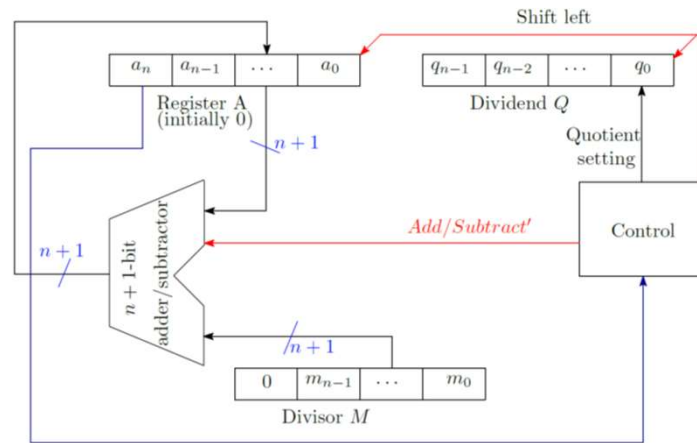 Shift left
a_n a_{n-1} ... a_0
q_{n-1} q_{n-2} ... q_0
Register A
(initially 0)
Dividend Q
n + 1
Quotient
setting
n + 1
n + 1-bit
adder/subtractor
Add/Subtract′
Control
n + 1
0 m_{n-1} ... m_0
Divisor M